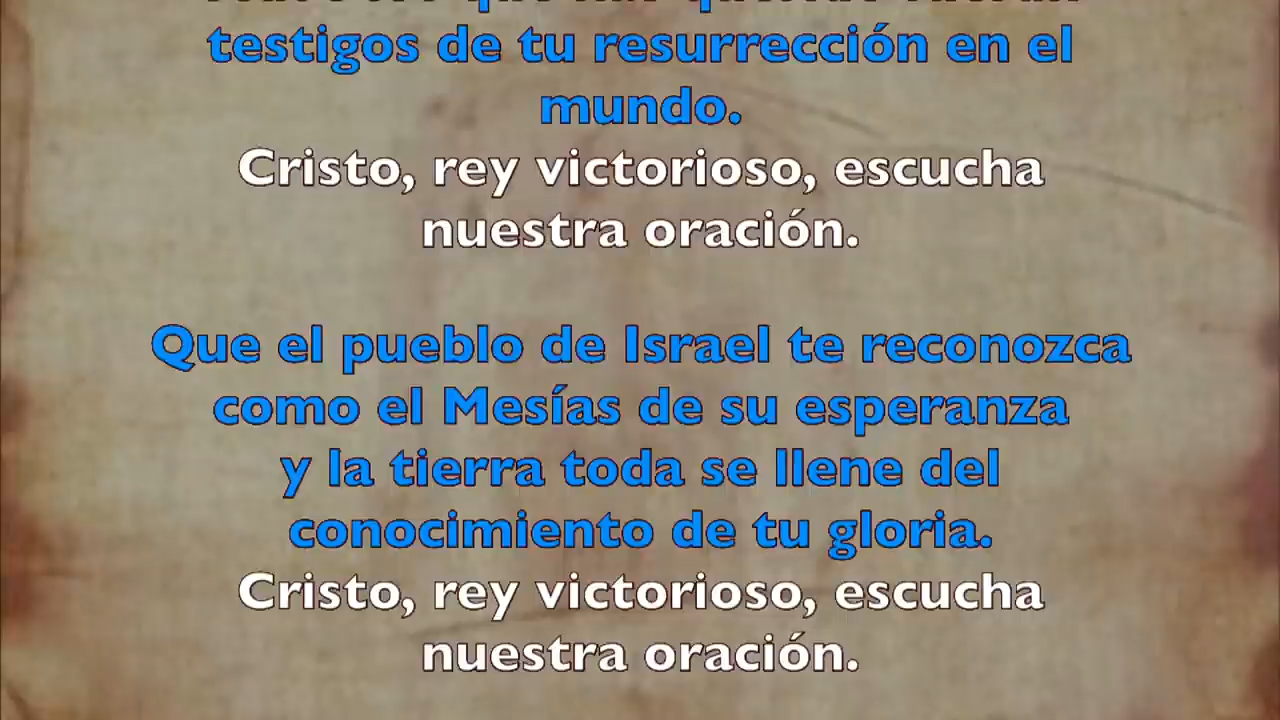 testigos de tu resurrección en el
mundo.
Cristo, rey victorioso, escucha
nuestra oración.
Que el pueblo de Israel te reconozca
como el Mesías de su esperanza
y la tierra toda se llene del
conocimiento de tu gloria.
Cristo, rey victorioso, escucha
nuestra oración.